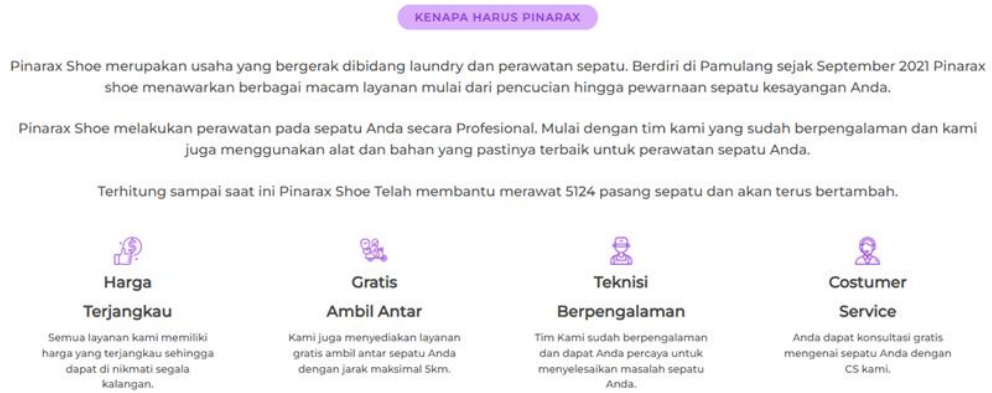 KENAPA HARUS PINARAX
Pinarax Shoe merupakan usaha yang bergerak dibidang laundry dan perawatan sepatu. Berdiri di Pamulang sejak September 2021 Pinarax
shoe menawarkan berbagai macam layanan mulai dari pencucian hingga pewarnaan sepatu kesayangan Anda.
Pinarax Shoe melakukan perawatan pada sepatu Anda secara Profesional. Mulai dengan tim kami yang sudah berpengalaman dan kami
juga menggunakan alat dan bahan yang pastinya terbaik untuk perawatan sepatu Anda.
Terhitung sampai saat ini Pinarax Shoe Telah membantu merawat 5124 pasang sepatu dan akan terus bertambah.
Harga
Terjangkau
Semua layanan kami memiliki
harga yang terjangkau sehingga
dapat di nikmati segala
kalangan.
Gratis
Ambil Antar
Kami juga menyediakan layanan
gratis ambil antar sepatu Anda
dengan jarak maksimal 5km.
Teknisi
Berpengalaman
Tim Kami sudah berpengalaman
dan dapat Anda percaya untuk
menyelesaikan masalah sepatu
Anda.
Costumer
Service
Anda dapat konsultasi gratis
mengenai sepatu Anda dengan
CS kami.